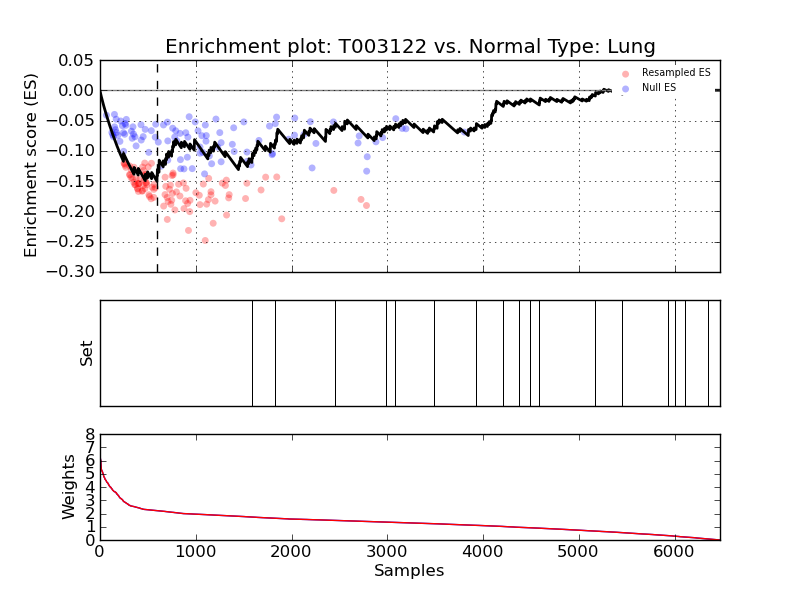 Enrichment plot: T003122 vs. Normal Type: Lung
Enrichment score (ES)
0.05
0.00
−0.05
−0.10
−0.15
−0.20
−0.25
−0.30
Resampled ES
Null ES
Set
Weights
8
7
6
5
4
3
2
1
0
0 1000 2000 3000 4000 5000 6000
Samples